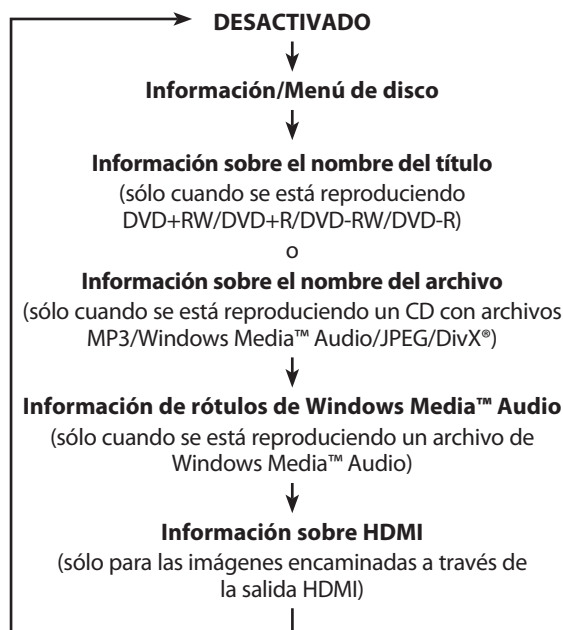 DESACTIVADO
Información/Menú de disco
Información sobre el nombre del título
(sólo cuando se está reproduciendo
DVD+RW/DVD+R/DVD-RW/DVD-R)
o
Información sobre el nombre del archivo
(sólo cuando se está reproduciendo un CD con archivos
MP3/Windows Media™ Audio/JPEG/DivX®)
Información de rótulos de Windows Media™ Audio
(sólo cuando se está reproduciendo un archivo de
Windows Media™ Audio)
Información sobre HDMI
(sólo para las imágenes encaminadas a través de
la salida HDMI)